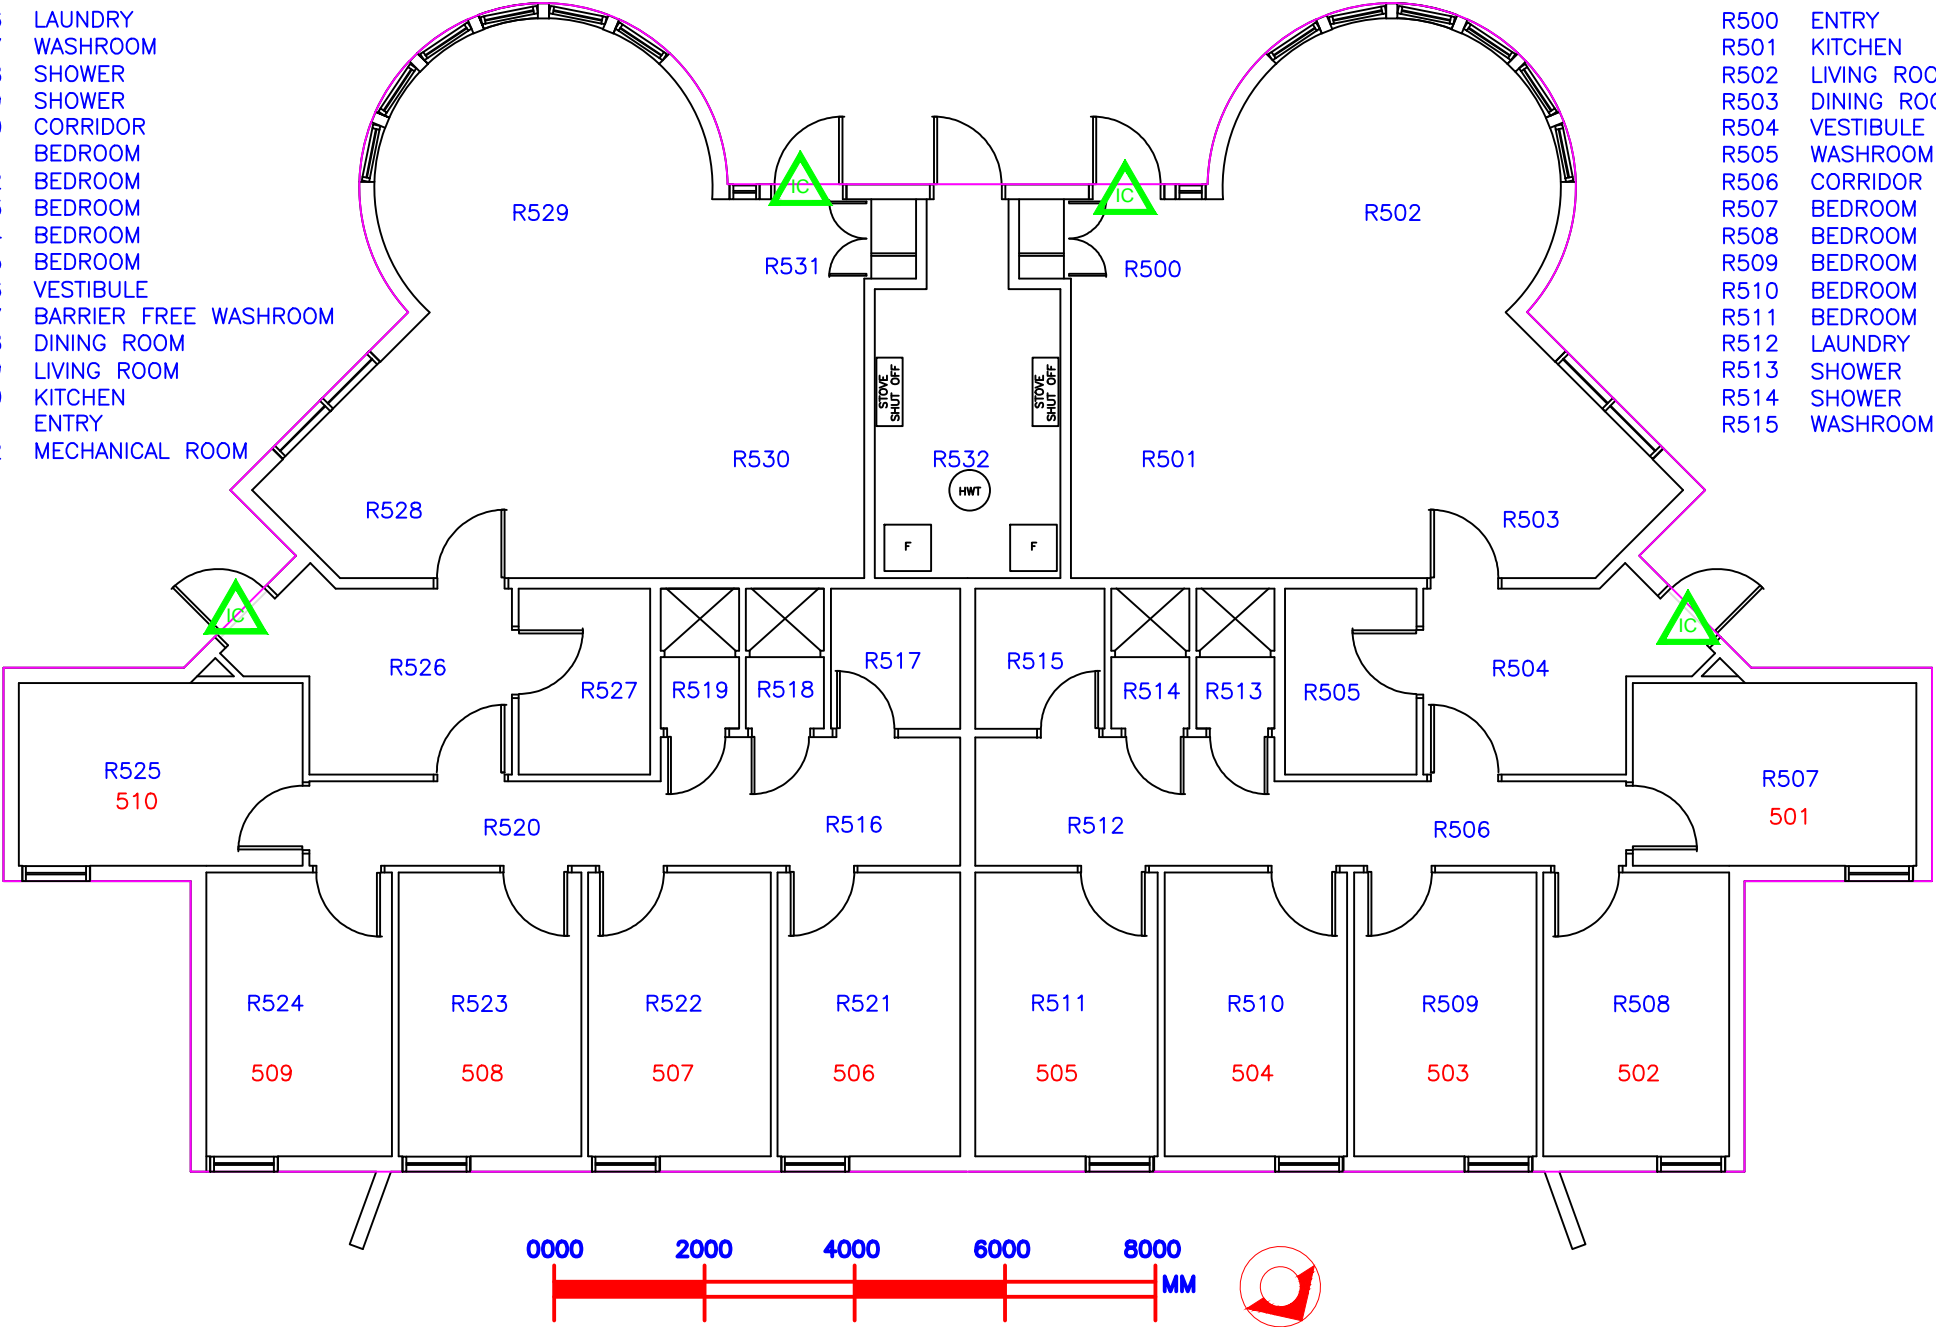 LAUNDRY
WASHROOM
SHOWER
SHOWER
CORRIDOR
BEDROOM
BEDROOM
BEDROOM
BEDROOM
BEDROOM
VESTIBULE
BARRIER FREE WASHROOM
DINING ROOM
LIVING ROOM
KITCHEN
ENTRY
MECHANICAL ROOM
R500 ENTRY
R501 KITCHEN
R502 LIVING ROO
R503 DINING ROO
R504 VESTIBULE
R505 WASHROOM
R506 CORRIDOR
R507 BEDROOM
R508 BEDROOM
R509 BEDROOM
R510 BEDROOM
R511 BEDROOM
R512 LAUNDRY
R513 SHOWER
R514 SHOWER
R515 WASHROOM
IC
IC
R529
R502
R531
R500
STOVE
SHUT OFF
STOVE
SHUT OFF
R530
R532
R501
HWT
R528
R503
F
F
IC
IC
R526
R527
R519
R518
R517
R515
R514
R513
R505
R504
R525
510
R507
501
R520
R516
R512
R506
R524
R523
R522
R521
R511
R510
R509
R508
509
508
507
506
505
504
503
502
0000 2000 4000 6000 8000
MM